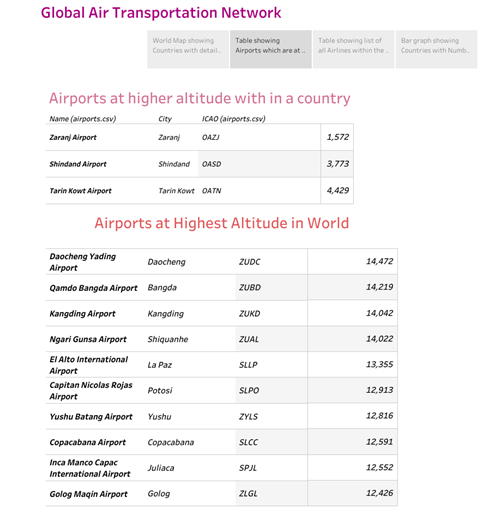 Global Air Transportation Network
World Map showing Countries with detail..
Table showing Airports which are at ..
Table showing list of all Airlines within the ..
Bar graph showing Countries with Numb..
Airports at higher altitude with in a country
Name (airports.csv) City ICAO (airports.csv)
Zaranj Airport Zaranj OAZJ 1,572
Shindand Airport Shindand OASD 3,773
Tarin Kowt Airport Tarin Kowt OATN 4,429
Airports at Highest Altitude in World
Daocheng Yading Airport Daocheng ZUDC 14,472
Qamdo Bangda Airport Bangda ZUBD 14,219
Kangding Airport Kangding ZUKD 14,042
Ngari Gunsa Airport Shiquanhe ZUAL 14,022
El Alto International Airport La Paz SLLP 13,355
Capitan Nicolas Rojas Airport Potosi SLPO 12,913
Yushu Batang Airport Yushu ZYLS 12,816
Copacabana Airport Copacabana SLCC 12,591
Inca Manco Capac International Airport Juliaca SPJL 12,552
Golog Maqin Airport Golog ZLGL 12,426